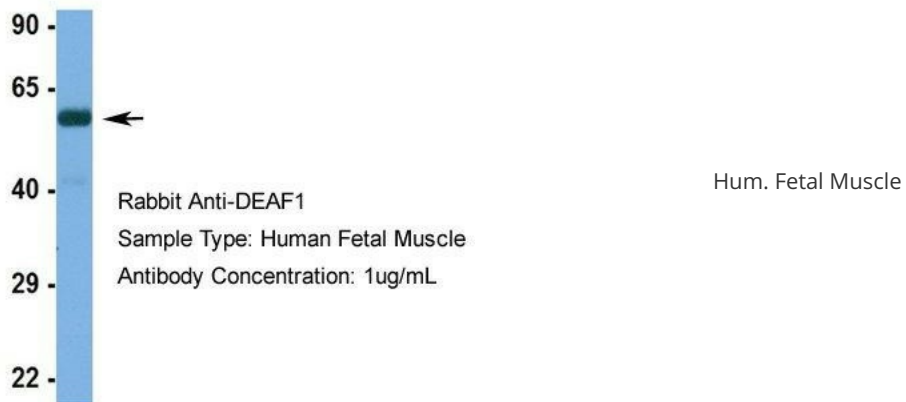 90 -
65 -
40 -
Rabbit Anti-DEAF1
Sample Type: Human Fetal Muscle
Antibody Concentration: 1ug/mL
29 -
22 -
Hum. Fetal Muscle